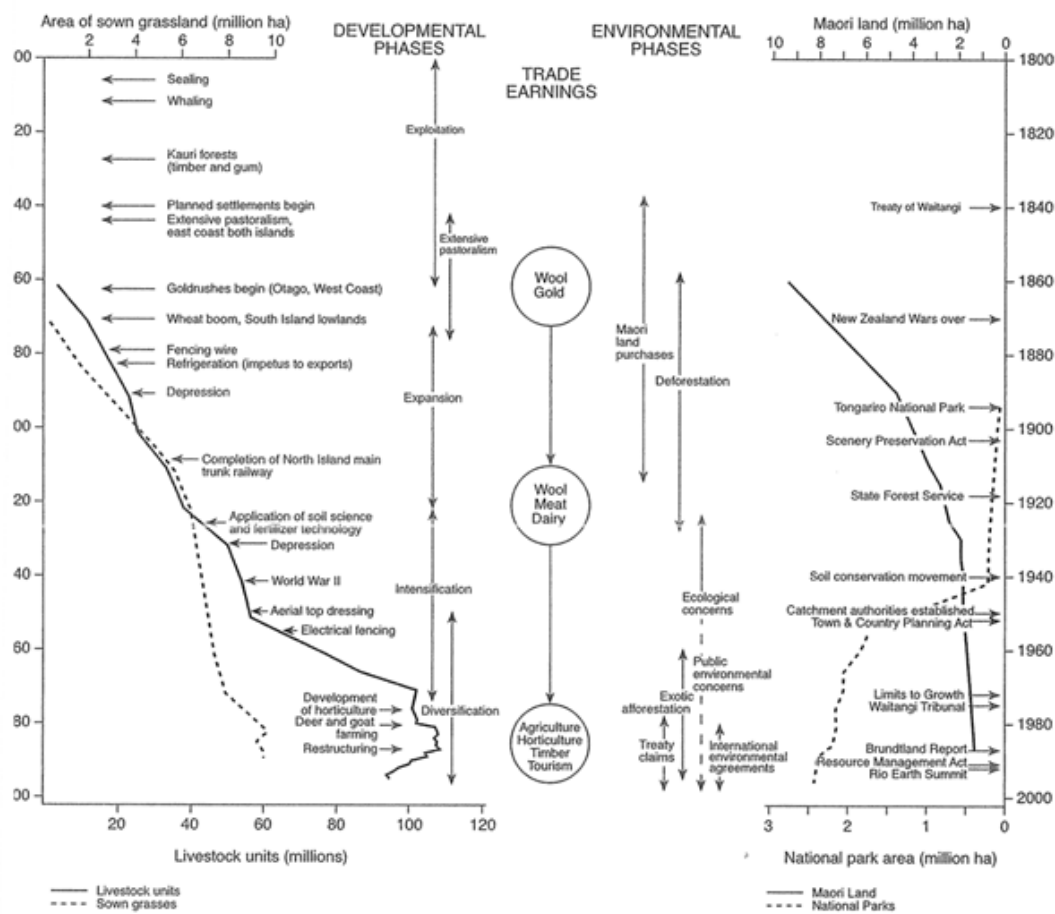 Area of sown grassland (million ha)
2 4 6 8 10
DEVELOPMENTAL
PHASES
TRADE
EARNINGS
ENVIRONMENTAL
PHASES
Maori land (million ha)
10 8 6 4 2 0
00
20
40
60
80
00
20
40
60
80
00
Sealing
Whaling
Kauri forests
(timber and gum)
Planned settlements begin
Extensive pastoralism,
east coast both islands
Goldrushes begin (Otago, West Coast)
Wheat boom, South Island lowlands
Fencing wire
Refrigeration (impetus to exports)
Depression
Completion of North Island main
trunk railway
Application of soil science
and fertilizer technology
Depression
World War II
Aerial top dressing
Electrical fencing
Development
of horticulture
Deer and goat
farming
Restructuring
Exploitation
Extensive
pastoralism
Expansion
Intensification
Diversification
Wool
Gold
Wool
Meat
Dairy
Agriculture
Horticulture
Timber
Tourism
Maori
land
purchases
Deforestation
Ecological
concerns
Public
environmental
concerns
Exotic
afforestation
Treaty
claims
International
environmental
agreements
Treaty of Waitangi
New Zealand Wars over
Tongariro National Park
Scenery Preservation Act
State Forest Service
Soil conservation movement
Catchment authorities established
Town & Country Planning Act
Limits to Growth
Waitangi Tribunal
Brundtland Report
Resource Management Act
Rio Earth Summit
1800
1820
1840
1860
1880
1900
1920
1940
1960
1980
2000
20 40 60 80 100 120
Livestock units (millions)
3 2 1 0
National park area (million ha)
Livestock units
Sown grasses
Maori Land
National Parks